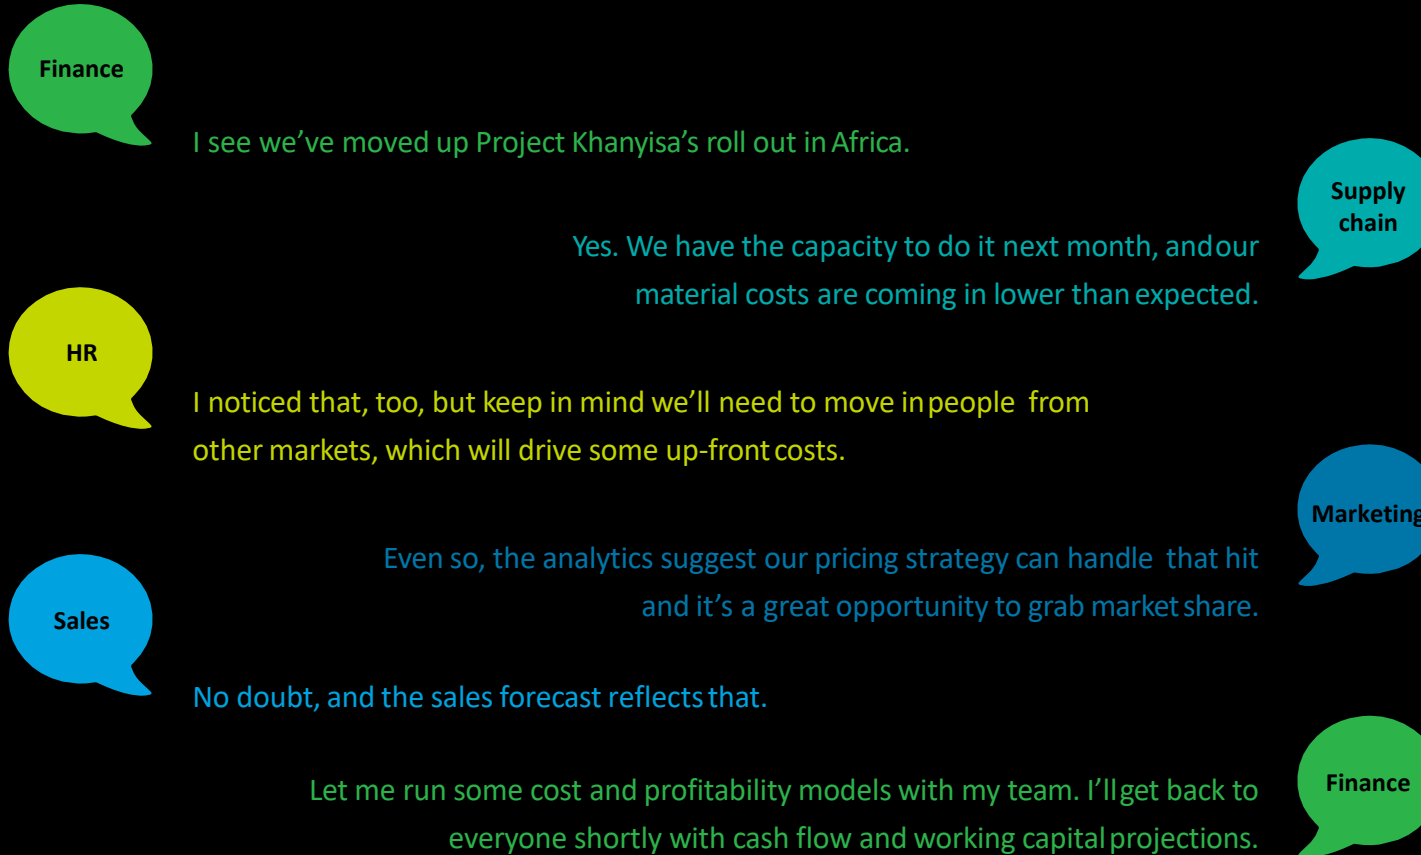 Finance
I see we’ve moved up Project Khanyisa’s roll out in Africa.
Supply
chain
Yes. We have the capacity to do it next month, and our
material costs are coming in lower than expected.
HR
I noticed that, too, but keep in mind we’ll need to move in people from
other markets, which will drive some up-front costs.
Marketing
Even so, the analytics suggest our pricing strategy can handle that hit
and it’s a great opportunity to grab market share.
Sales
No doubt, and the sales forecast reflects that.
Finance
Let me run some cost and profitability models with my team. I’ll get back to
everyone shortly with cash flow and working capital projections.